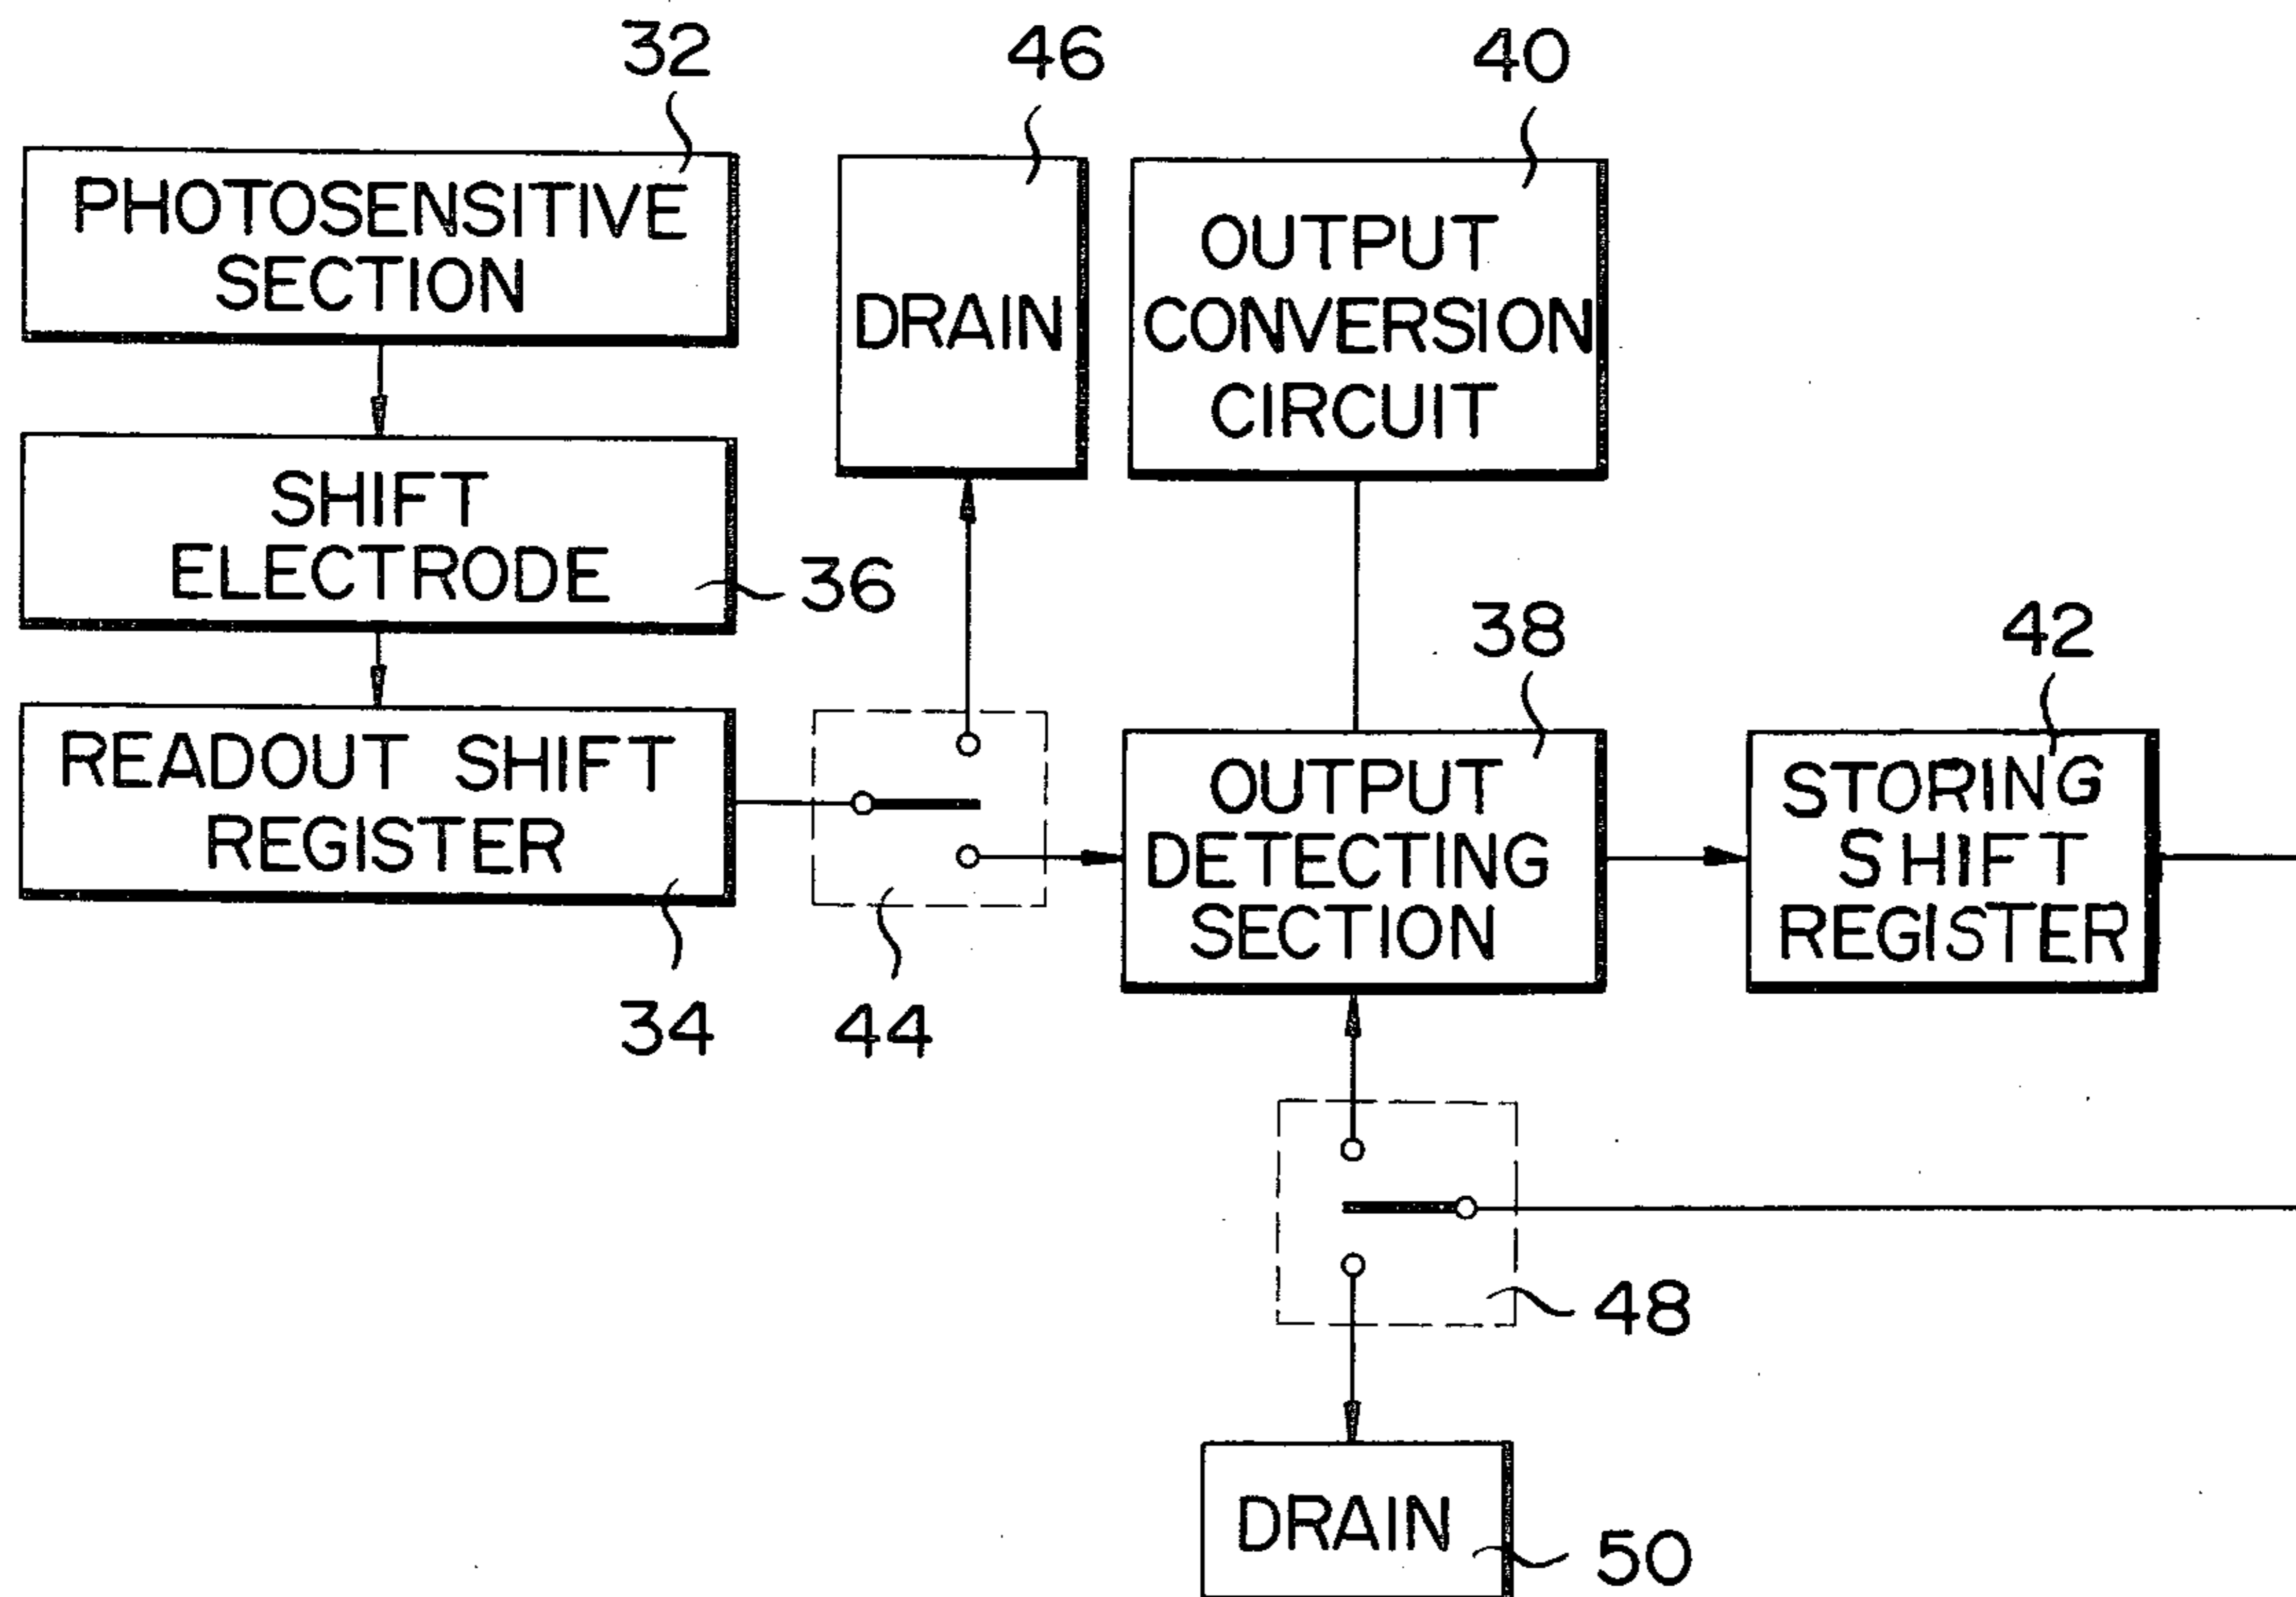 32
46
40
PHOTOSENSITIVE
SECTION
DRAIN
OUTPUT
CONVERSION
CIRCUIT
SHIFT
ELECTRODE
36
38
42
READOUT SHIFT
REGISTER
34
44
OUTPUT
DETECTING
SECTION
STORING
SHIFT
REGISTER
48
DRAIN
50